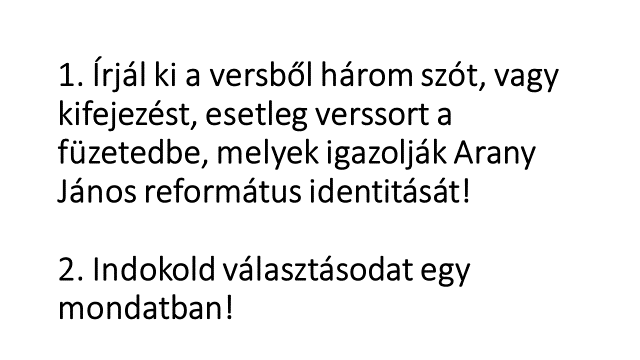 1. Írjál ki a versből három szót, vagy
kifejezést, esetleg verssort a
füzetedbe, melyek igazolják Arany
János református identitását!
2. Indokold választásodat egy
mondatban!